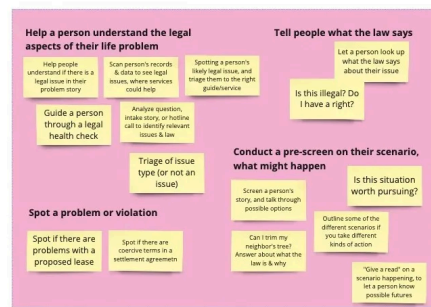 Help a person understand the legal
aspects of their life problem
Help people
understand if there is a
legal issue in their
problem story
Scan person's records
& data to see legal
issues, where services
could help
Spotting a person's
likely legal issue, and
triage them to the right
guide/service
Guide a person
through a legal
health check
Analyze question,
intake story, or hotline
call to identify relevant
issues & law
Triage of issue
type (or not an
issue)
Spot a problem or violation
Spot if there are
problems with a
proposed lease
Spot if there are
coercive terms in a
settlement agreemetn
Tell people what the law says
Let a person look up
what the law says
about their issue
Is this illegal? Do
I have a right?
Conduct a pre-screen on their scenario,
what might happen
Screen a person's
story, and talk through
possible options
Is this situation
worth pursuing?
Outline some of
the different scenarios if
you take different
kinds of action
Can I trim my
neighbor's tree?
Answer about what the
law is & why
"Give a read" on a
scenario happening, to
let a person know
possible futures